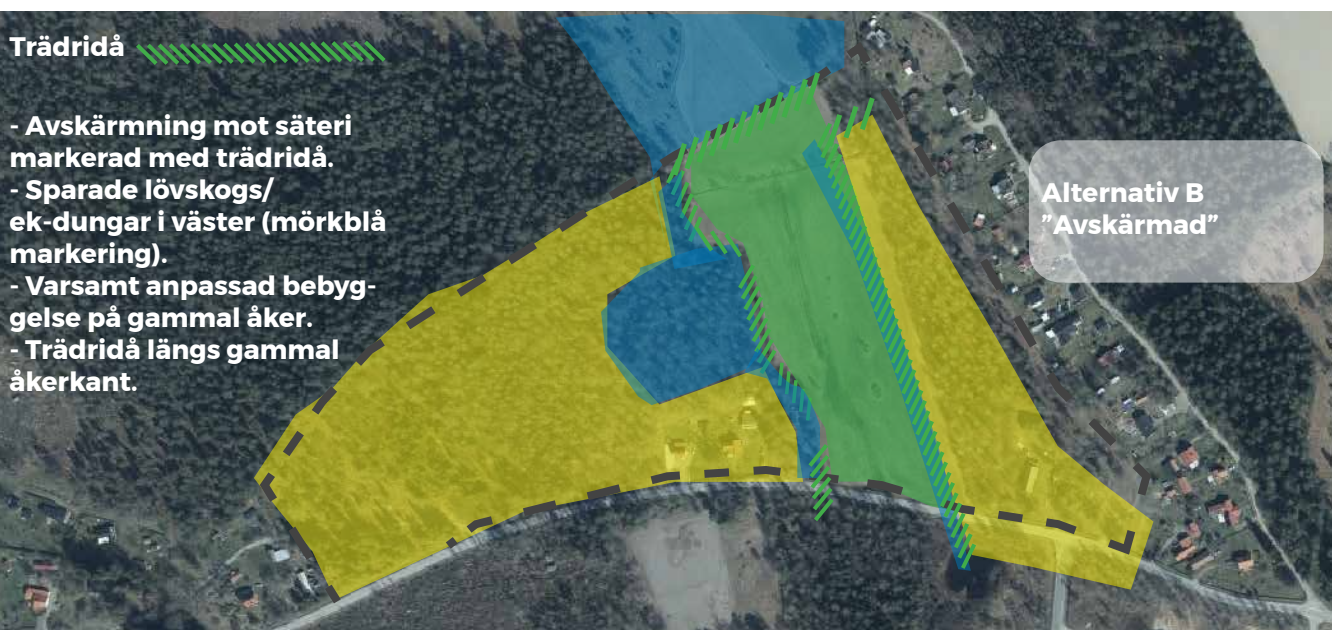 Trädridå
- Avskärmning mot säteri
markerad med trädridå.
- Sparade lövskogs/
ek-dungar i väster (mörkblå
markering).
- Varsamt anpassad bebyg-
gelse på gammal åker.
- Trädridå längs gammal
åkerkant.
Alternativ B
”Avskärmad”